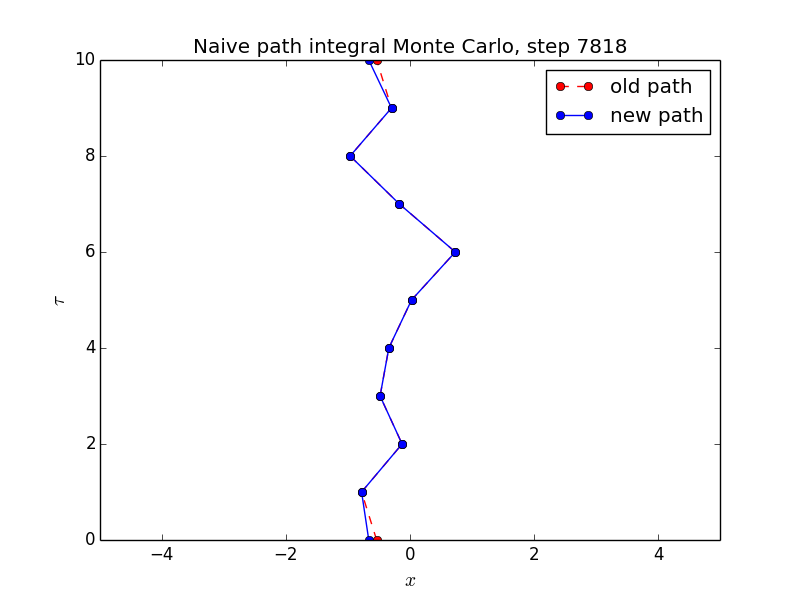 Naive path integral Monte Carlo, step 7818
old path
new path
10
8
6
4
2
0
τ
−4 −2 0 2 4
x